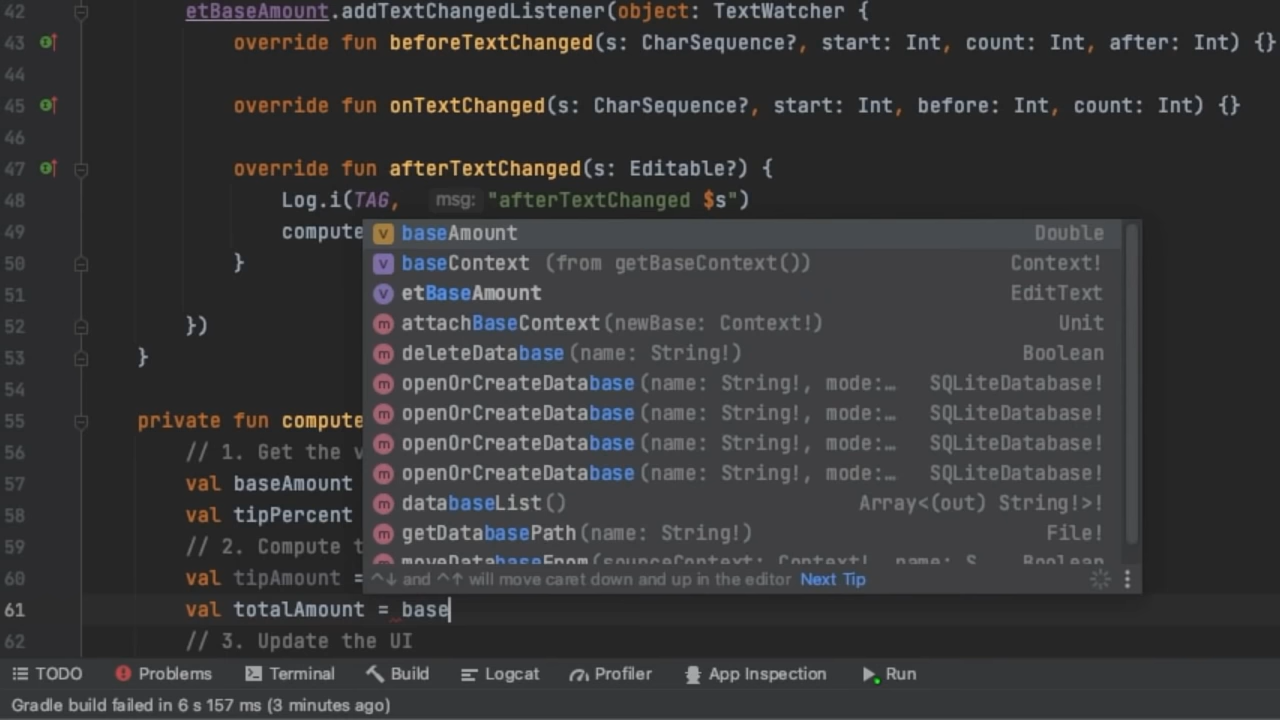 42 etBaseAmount.addTextChangedListener(object: TextWatcher {
43 override fun beforeTextChanged(s: CharSequence?, start: Int, count: Int, after: Int) {}
44
45 override fun onTextChanged(s: CharSequence?, start: Int, before: Int, count: Int) {}
46
47 override fun afterTextChanged(s: Editable?) {
48 Log.i(TAG, msg: "afterTextChanged $s")
49 compute
v baseAmount Double
50 }
v baseContext (from getBaseContext()) Context!
51
v etBaseAmount EditText
52 })
m attachBaseContext(newBase: Context!) Unit
53 }
m deleteDatabase(name: String!) Boolean
54
m openOrCreateDatabase(name: String!, mode:… SQLiteDatabase!
55 private fun compute
m openOrCreateDatabase(name: String!, mode:… SQLiteDatabase!
56 // 1. Get the v
m openOrCreateDatabase(name: String!, mode:… SQLiteDatabase!
57 val baseAmount
m openOrCreateDatabase(name: String!, mode:… SQLiteDatabase!
58 val tipPercent
m databaseList() Array<(out) String!>!
59 // 2. Compute t
m getDatabasePath(name: String!) File!
m moveDatabaseFrom(sourceContext: Context!, name: S Boolean
60 val tipAmount =
^↓ and ^↑ will move caret down and up in the editor Next Tip
61 val totalAmount = base
62 // 3. Update the UI
TODO Problems Terminal Build Logcat Profiler App Inspection Run
Gradle build failed in 6 s 157 ms (3 minutes ago)